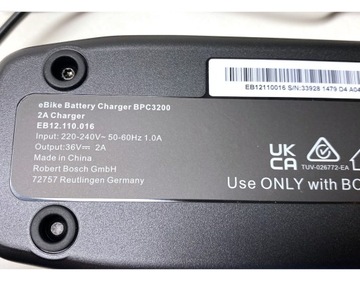 EB12110016 S/N:33928 1479 D4 A04
eBike Battery Charger BPC3200
2A Charger
EB12.110.016
Input: 220-240V~ 50-60Hz 1.0A
Output:36V⎓ 2A
Made in China
Robert Bosch GmbH
72757 Reutlingen Germany
UK
CA
TUV-026772-EA
Use ONLY with BO